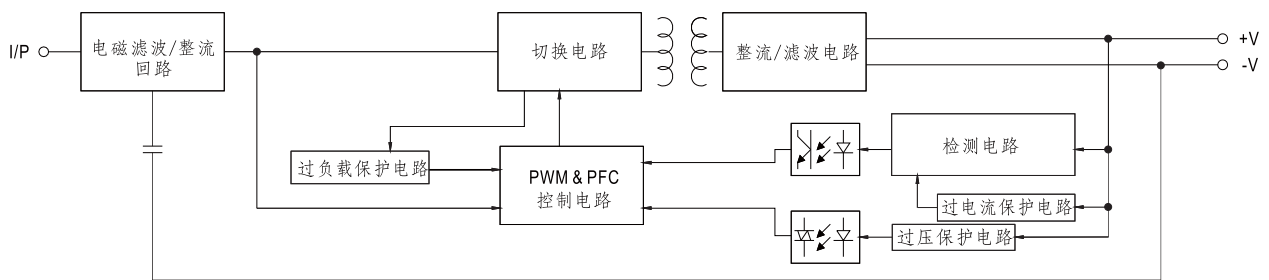 I/P
电磁滤波/整流
回路
切换电路
整流/滤波电路
+V
-V
过负载保护电路
PWM & PFC
控制电路
检测电路
过电流保护电路
过压保护电路